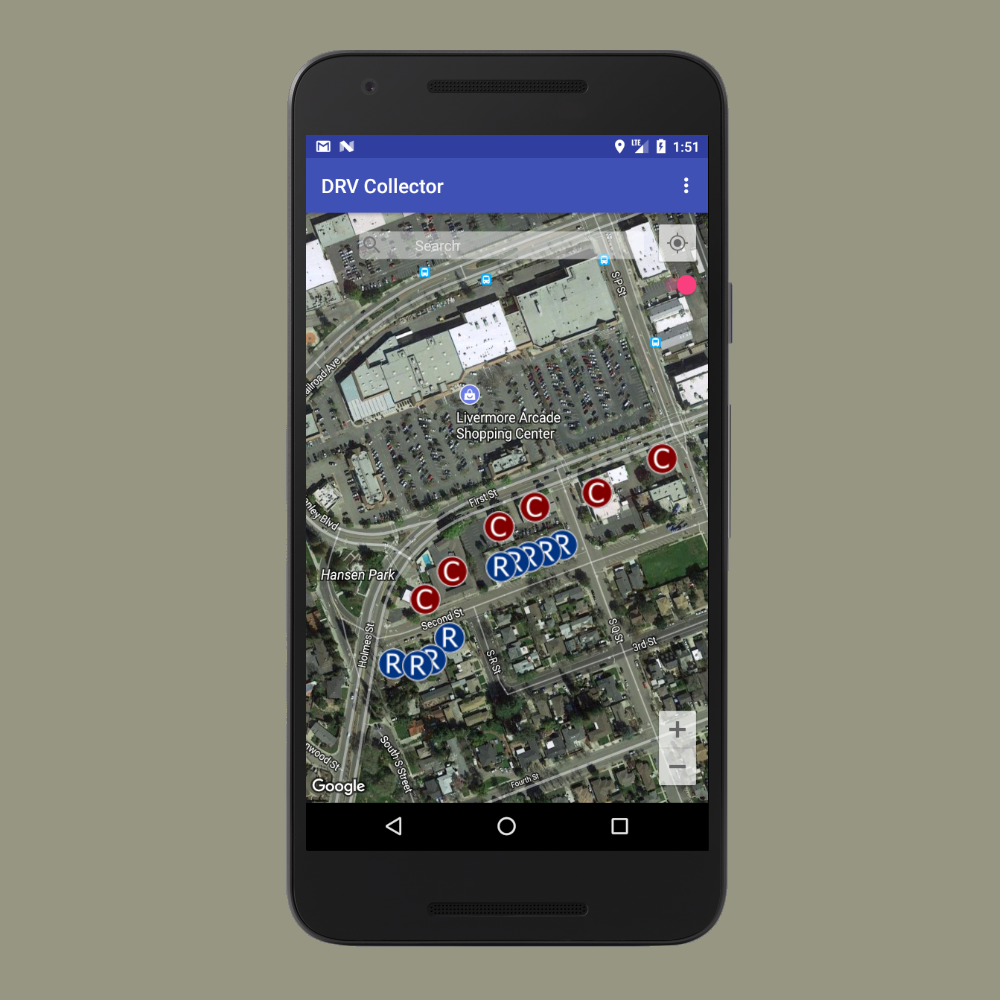 LTE
1:51
DRV Collector
Search
S P St
Livermore Arcade
Shopping Center
First St
C
C
C
C
R R R R R
Hansen Park
C
C
Second St
Holmes St
R
R R R
S R St
S Q St
3rd St
South S Street
Fourth St
Google
+
−